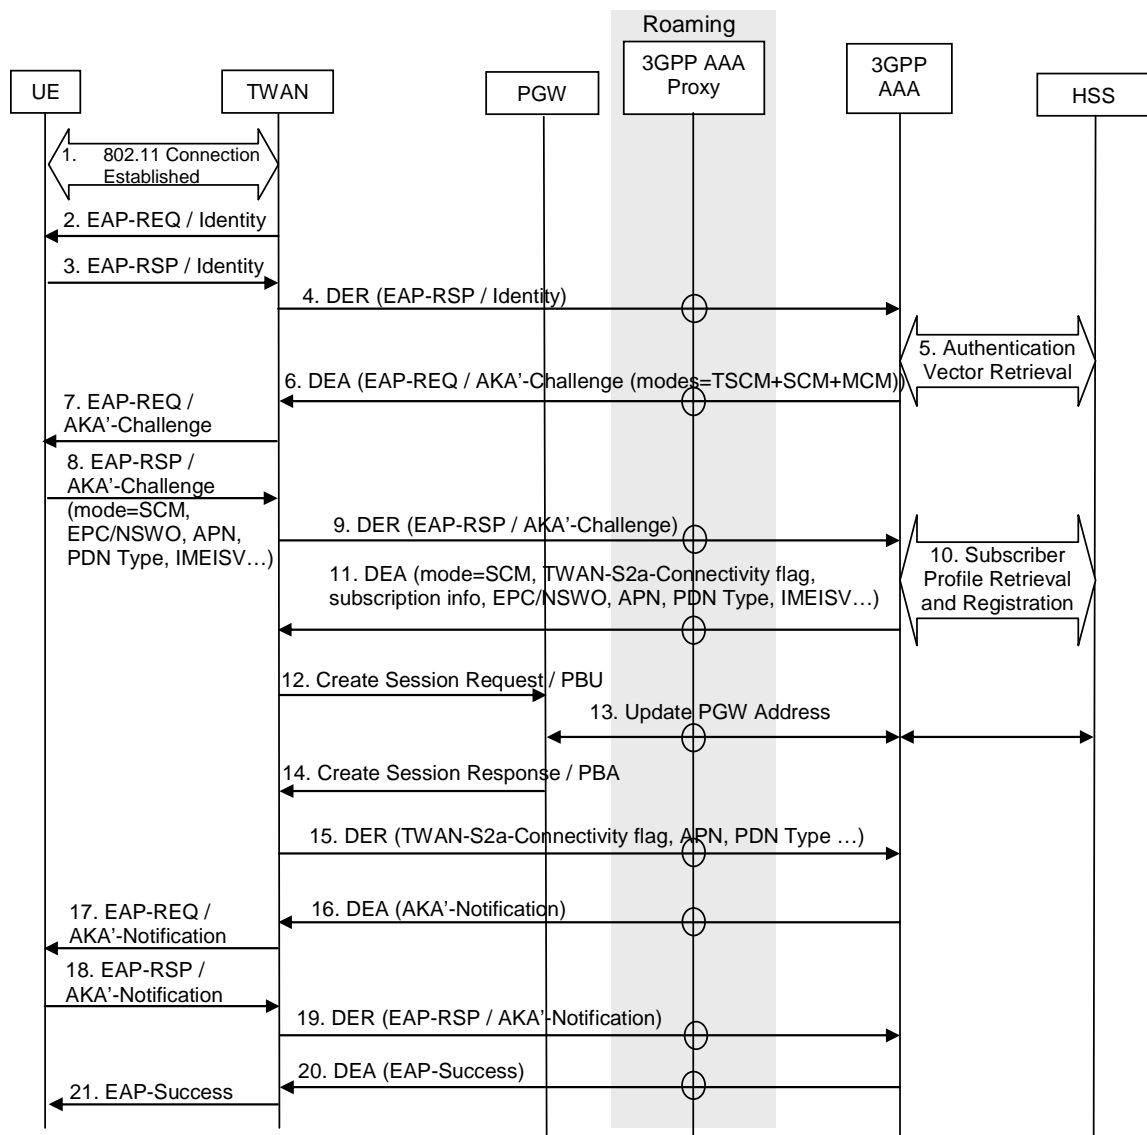 Roaming
UE
TWAN
PGW
3GPP AAA
Proxy
3GPP
AAA
HSS
1. 802.11 Connection
Established
2. EAP-REQ / Identity
3. EAP-RSP / Identity
4. DER (EAP-RSP / Identity)
5. Authentication
Vector Retrieval
6. DEA (EAP-REQ / AKA’-Challenge (modes=TSCM+SCM+MCM))
7. EAP-REQ /
AKA’-Challenge
8. EAP-RSP /
AKA’-Challenge
(mode=SCM,
EPC/NSWO, APN,
PDN Type, IMEISV…)
9. DER (EAP-RSP / AKA’-Challenge)
10. Subscriber
Profile Retrieval
and Registration
11. DEA (mode=SCM, TWAN-S2a-Connectivity flag,
subscription info, EPC/NSWO, APN, PDN Type, IMEISV…)
12. Create Session Request / PBU
13. Update PGW Address
14. Create Session Response / PBA
15. DER (TWAN-S2a-Connectivity flag, APN, PDN Type …)
16. DEA (AKA’-Notification)
17. EAP-REQ /
AKA’-Notification
18. EAP-RSP /
AKA’-Notification
19. DER (EAP-RSP / AKA’-Notification)
20. DEA (EAP-Success)
21. EAP-Success